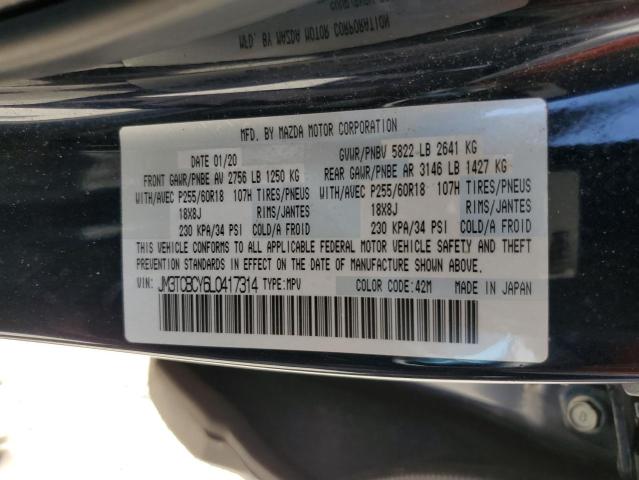 MFD. BY MAZDA MOTOR CORPORATION
MFD. BY MAZDA MOTOR CORPORATION
DATE 01/20 GVWR/PNBV 5822 LB 2641 KG
FRONT GAWR/PNBE AV 2756 LB 1250 KG REAR GAWR/PNBE AR 3146 LB 1427 KG
WITH/AVEC P255/60R18 107H TIRES/PNEUS WITH/AVEC P255/60R18 107H TIRES/PNEUS
18X8J RIMS/JANTES 18X8J RIMS/JANTES
230 KPA/34 PSI COLD/A FROID 230 KPA/34 PSI COLD/A FROID
THIS VEHICLE CONFORMS TO ALL APPLICABLE FEDERAL MOTOR VEHICLE SAFETY AND THEFT
PREVENTION STANDARDS IN EFFECT ON THE DATE OF MANUFACTURE SHOWN ABOVE.
VIN: JM3TCBCY6L0417314 TYPE:MPV COLOR CODE:42M MADE IN JAPAN